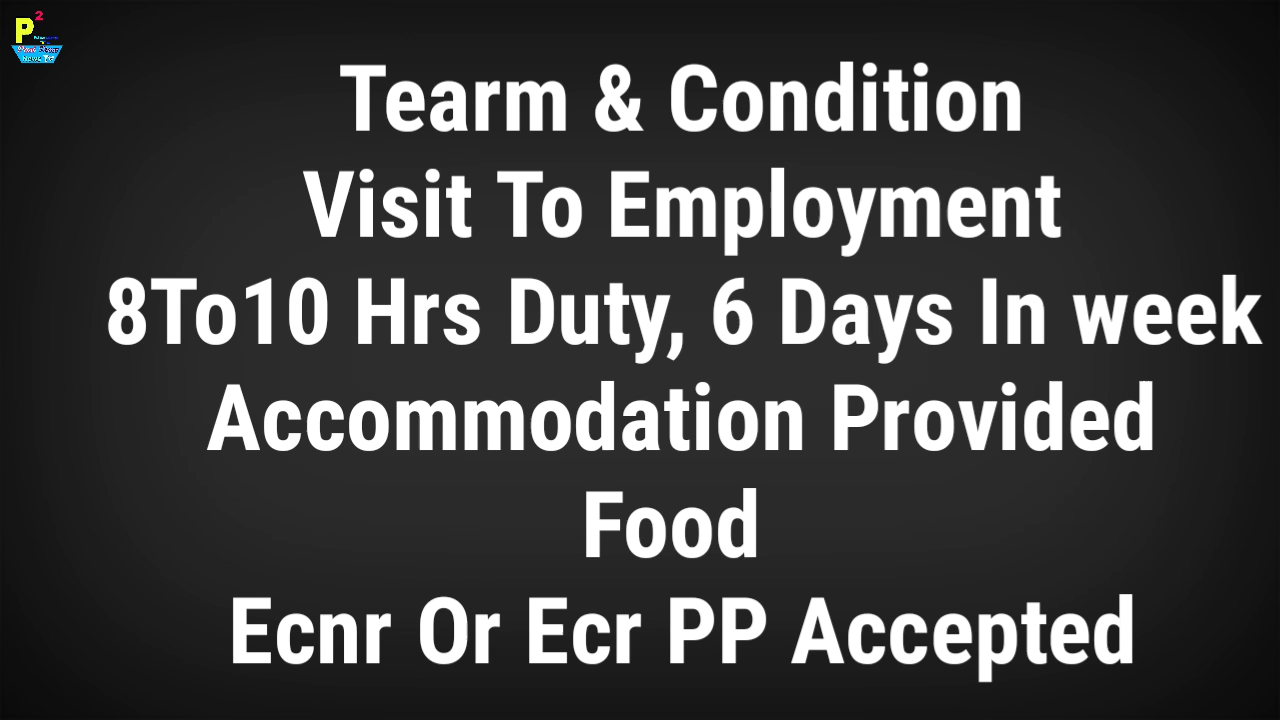 P2
Tearm & Condition
Visit To Employment
8To10 Hrs Duty, 6 Days In week
Accommodation Provided
Food
Ecnr Or Ecr PP Accepted